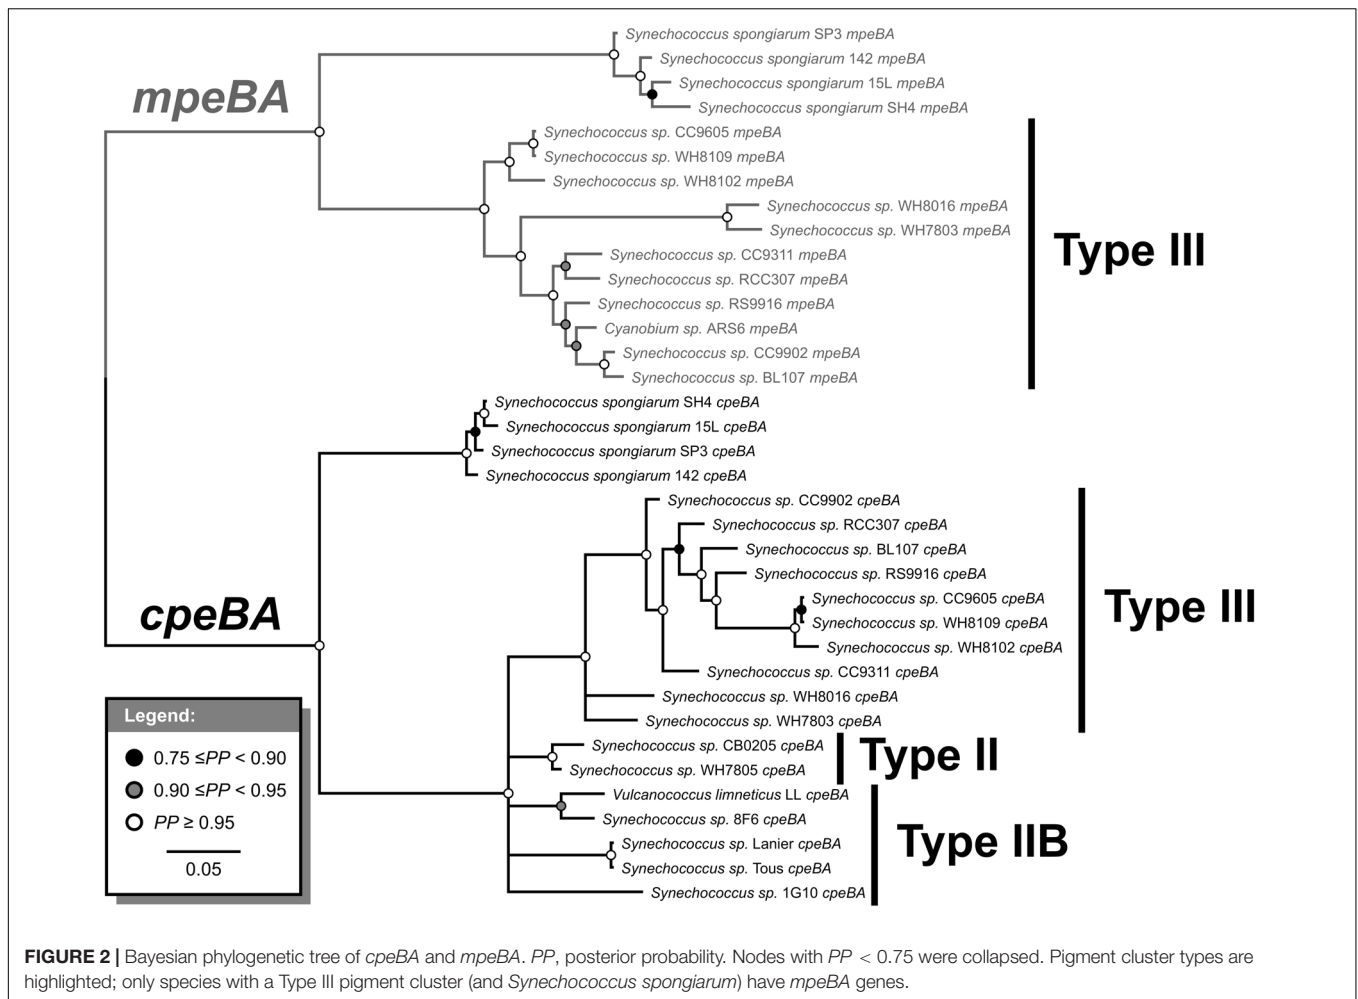 Synechococcus spongiarum SP3 mpeBA
Synechococcus spongiarum 142 mpeBA
Synechococcus spongiarum 15L mpeBA
Synechococcus spongiarum SH4 mpeBA
mpeBA
Synechococcus sp. CC9605 mpeBA
Synechococcus sp. WH8109 mpeBA
Synechococcus sp. WH8102 mpeBA
Synechococcus sp. WH8016 mpeBA
Synechococcus sp. WH7803 mpeBA
Synechococcus sp. CC9311 mpeBA
Synechococcus sp. RCC307 mpeBA
Synechococcus sp. RS9916 mpeBA
Cyanobium sp. ARS6 mpeBA
Synechococcus sp. CC9902 mpeBA
Synechococcus sp. BL107 mpeBA
Type III
Synechococcus spongiarum SH4 cpeBA
Synechococcus spongiarum 15L cpeBA
Synechococcus spongiarum SP3 cpeBA
Synechococcus spongiarum 142 cpeBA
Synechococcus sp. CC9902 cpeBA
Synechococcus sp. RCC307 cpeBA
Synechococcus sp. BL107 cpeBA
Synechococcus sp. RS9916 cpeBA
Synechococcus sp. CC9605 cpeBA
Synechococcus sp. WH8109 cpeBA
Synechococcus sp. WH8102 cpeBA
Synechococcus sp. CC9311 cpeBA
Synechococcus sp. WH8016 cpeBA
Synechococcus sp. WH7803 cpeBA
Type III
cpeBA
Synechococcus sp. CB0205 cpeBA
Synechococcus sp. WH7805 cpeBA
Type II
Vulcanococcus limneticus LL cpeBA
Synechococcus sp. 8F6 cpeBA
Synechococcus sp. Lanier cpeBA
Synechococcus sp. Tous cpeBA
Synechococcus sp. 1G10 cpeBA
Type IIB
Legend:
0.75 ≤PP < 0.90
0.90 ≤PP < 0.95
PP ≥ 0.95
0.05
FIGURE 2 | Bayesian phylogenetic tree of cpeBA and mpeBA. PP, posterior probability. Nodes with PP < 0.75 were collapsed. Pigment cluster types are
highlighted; only species with a Type III pigment cluster (and Synechococcus spongiarum) have mpeBA genes.